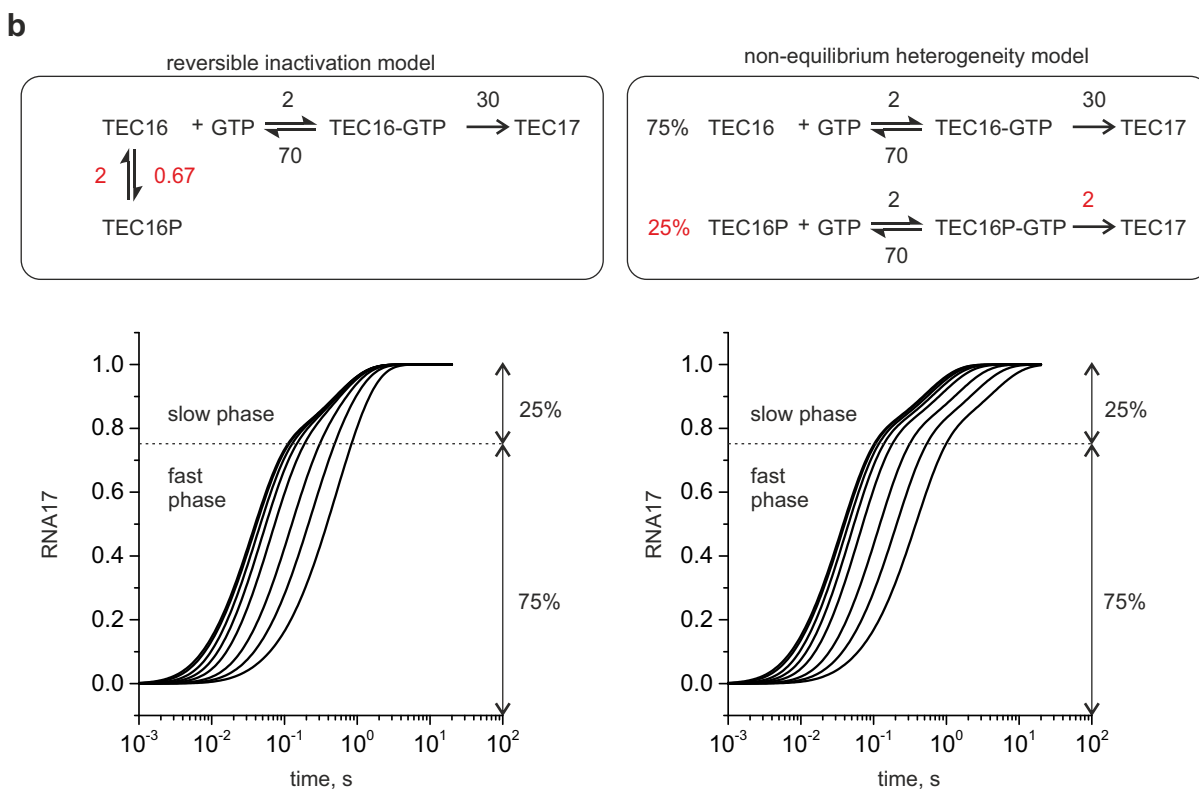 b
reversible inactivation model
2 30
TEC16 + GTP TEC16-GTP TEC17
70
2 0.67
TEC16P
non-equilibrium heterogeneity model
2 30
75% TEC16 + GTP TEC16-GTP TEC17
70
2 2
25% TEC16P + GTP TEC16P-GTP TEC17
70
RNA17
1.0
0.8
0.6
0.4
0.2
0.0
slow phase
fast
phase
25%
75%
10-3 10-2 10-1 100 101 102
time, s
RNA17
1.0
0.8
0.6
0.4
0.2
0.0
slow phase
fast
phase
25%
75%
10-3 10-2 10-1 100 101 102
time, s